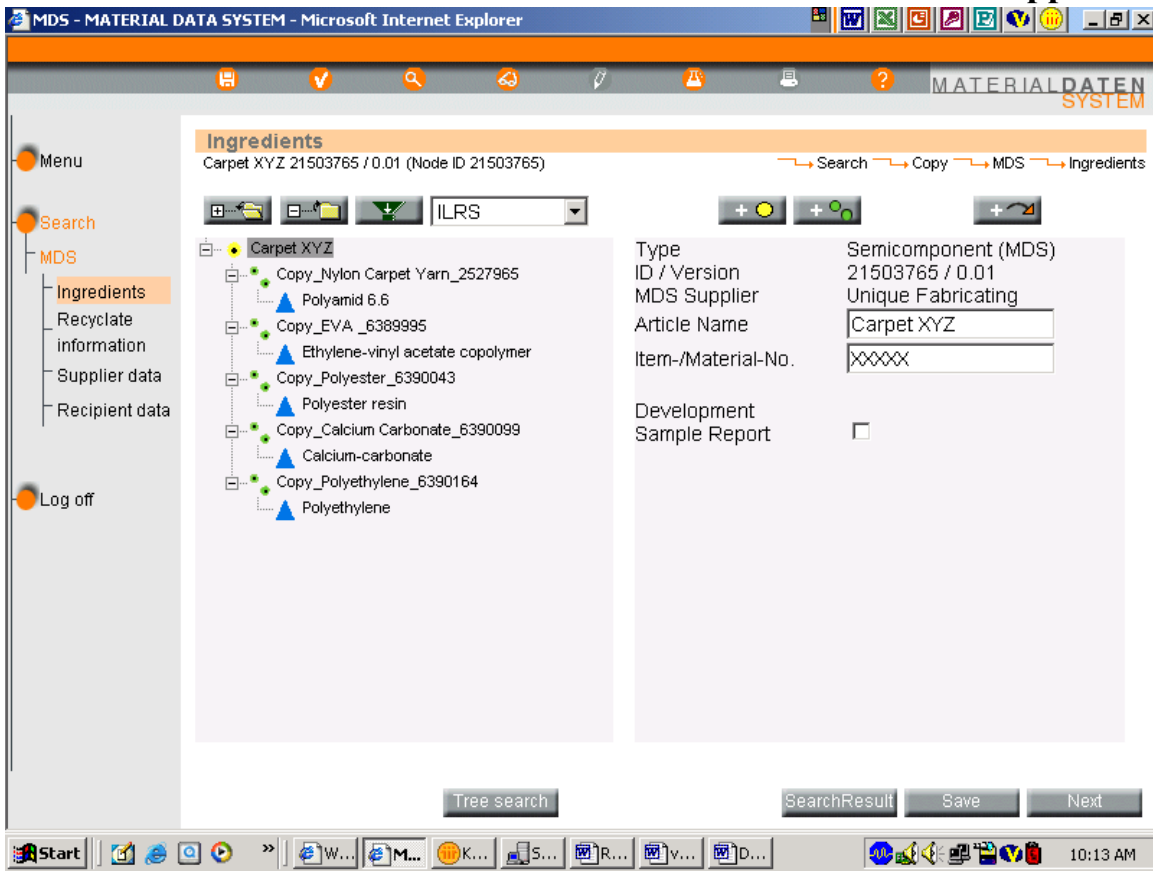 MDS - MATERIAL DATA SYSTEM - Microsoft Internet Explorer
MATERIALDATEN
SYSTEM
Menu
Search
MDS
Ingredients
Recyclate
information
Supplier data
Recipient data
Log off
Ingredients
Carpet XYZ 21503765 / 0.01 (Node ID 21503765)
Search Copy MDS Ingredients
ILRS
Carpet XYZ
Copy_Nylon Carpet Yarn_2527965
Polyamid 6.6
Copy_EVA _6389995
Ethylene-vinyl acetate copolymer
Copy_Polyester_6390043
Polyester resin
Copy_Calcium Carbonate_6390099
Calcium-carbonate
Copy_Polyethylene_6390164
Polyethylene
Type Semicomponent (MDS)
ID / Version 21503765 / 0.01
MDS Supplier Unique Fabricating
Article Name Carpet XYZ
Item-/Material-No. XXXXX
Development
Sample Report
Tree search
SearchResult Save Next
Start » W... M... K... S... R... v... D... 10:13 AM